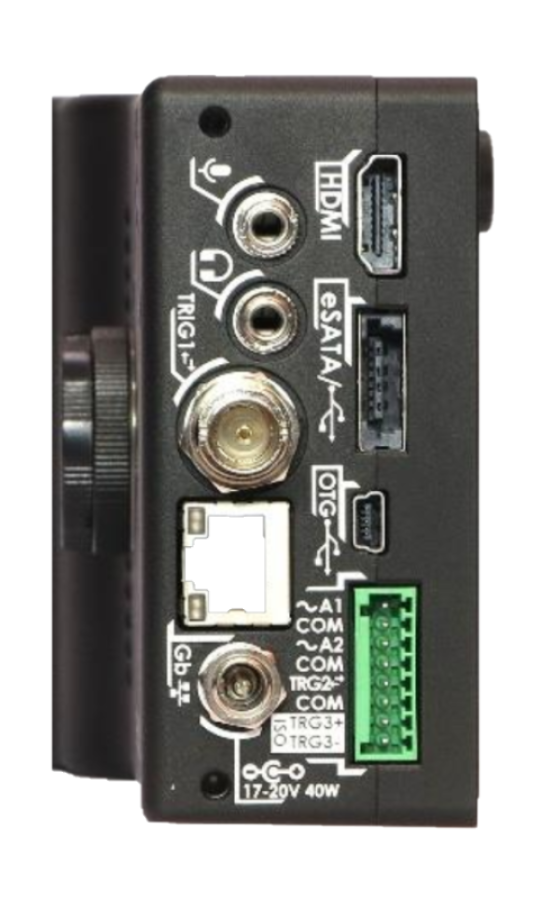 HDMI
eSATA/
TRIG1
OTG
~A1
COM
~A2
COM
TRG2
COM
TRG3+
TRG3-
ISO
Gb
17-20V 40W